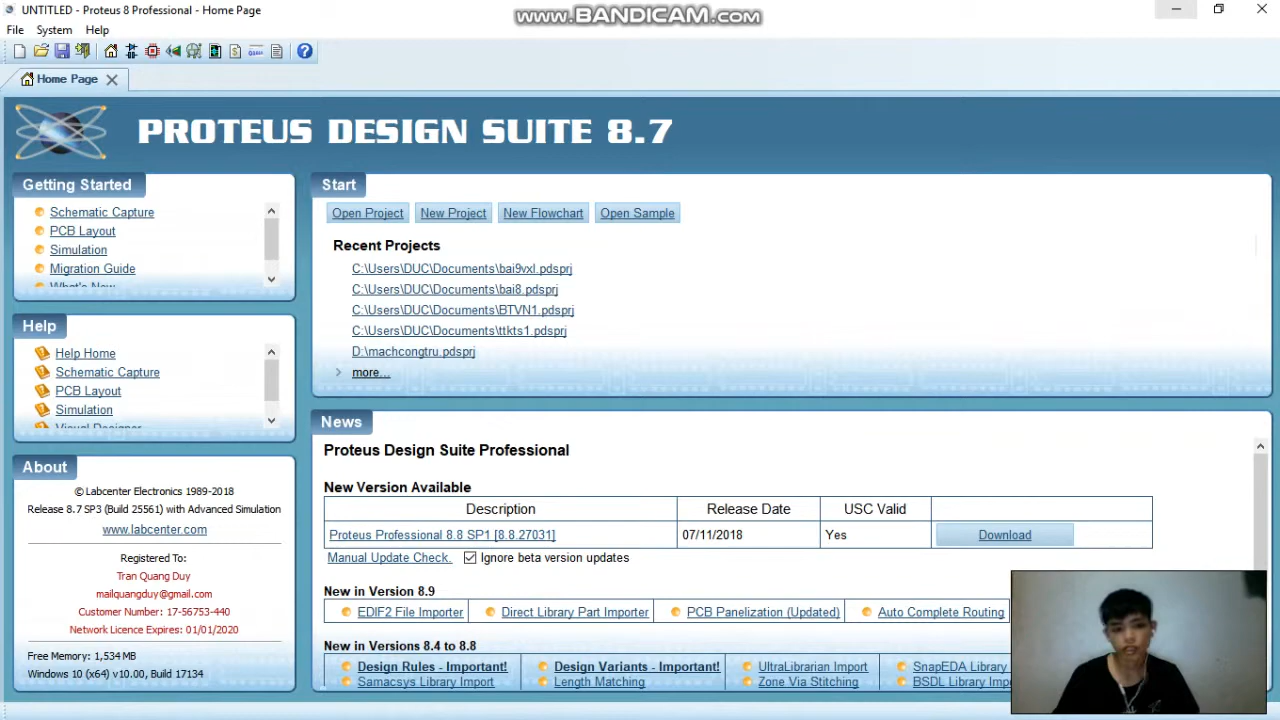 UNTITLED - Proteus 8 Professional - Home Page
www.BANDICAM.com
File System Help
Home Page
PROTEUS DESIGN SUITE 8.7
Getting Started
Schematic Capture
PCB Layout
Simulation
Migration Guide
What's New
Help
Help Home
Schematic Capture
PCB Layout
Simulation
Visual Designer
About
© Labcenter Electronics 1989-2018
Release 8.7 SP3 (Build 25561) with Advanced Simulation
www.labcenter.com
Registered To:
Tran Quang Duy
mailquangduy@gmail.com
Customer Number: 17-56753-440
Network Licence Expires: 01/01/2020
Free Memory: 1,534 MB
Windows 10 (x64) v10.00, Build 17134
Start
Open Project New Project New Flowchart Open Sample
Recent Projects
C:\Users\DUC\Documents\bai9vxl.pdsprj
C:\Users\DUC\Documents\bai8.pdsprj
C:\Users\DUC\Documents\BTVN1.pdsprj
C:\Users\DUC\Documents\ttkts1.pdsprj
D:\machcongtru.pdsprj
more...
News
Proteus Design Suite Professional
New Version Available
Description Release Date USC Valid
Proteus Professional 8.8 SP1 [8.8.27031] 07/11/2018 Yes Download
Manual Update Check. Ignore beta version updates
New in Version 8.9
EDIF2 File Importer Direct Library Part Importer PCB Panelization (Updated) Auto Complete Routing
New in Versions 8.4 to 8.8
Design Rules - Important! Design Variants - Important! UltraLibrarian Import SnapEDA Library
Samacsys Library Import Length Matching Zone Via Stitching BSDL Library Impo